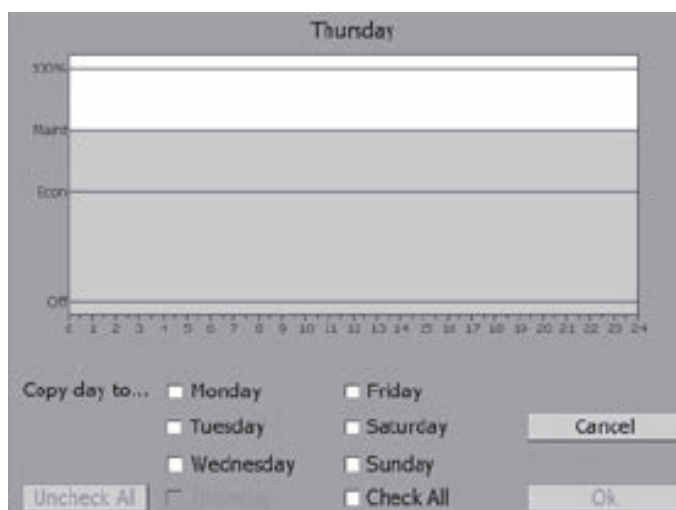 Thursday
100%
Maint
Econ
Off
0 1 2 3 4 5 6 7 8 9 10 11 12 13 14 15 16 17 18 19 20 21 22 23 24
Copy day to... Monday Friday
Tuesday Saturday Cancel
Wednesday Sunday
Uncheck All Thursday Check All Ok